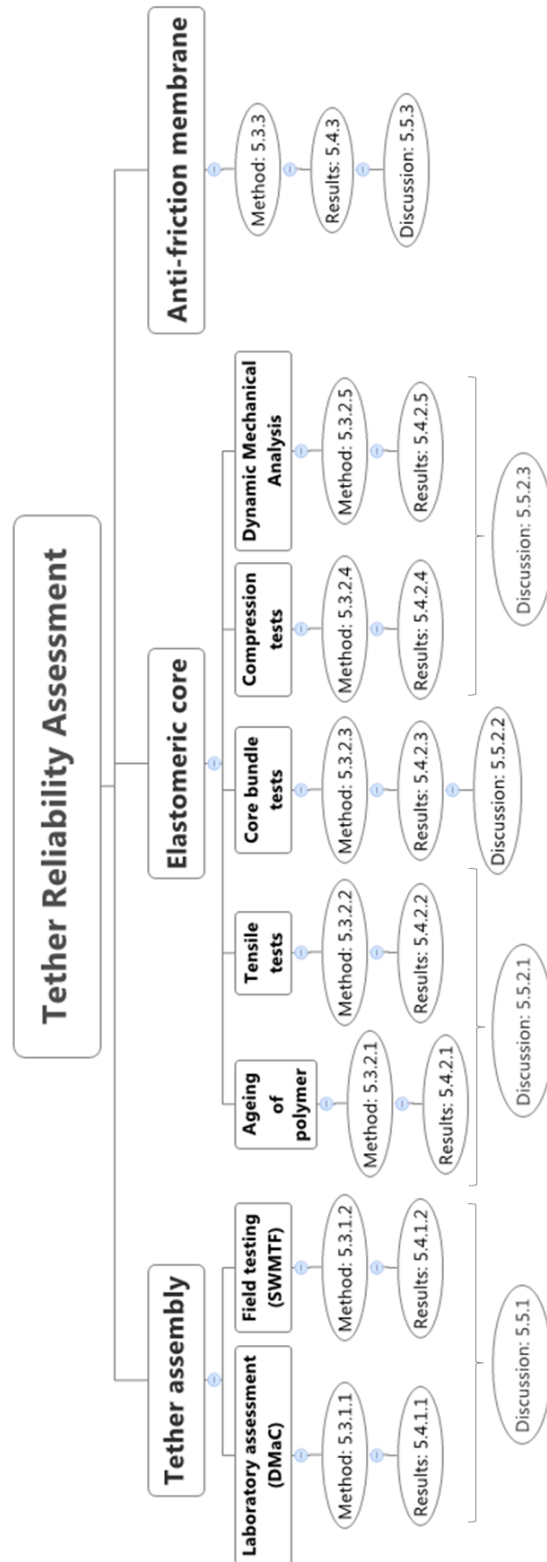 Tether Reliability Assessment
Tether assembly
Laboratory assessment
(DMaC)
Method: 5.3.1.1
Results: 5.4.1.1
Field testing
(SWMTF)
Method: 5.3.1.2
Results: 5.4.1.2
Discussion: 5.5.1
Elastomeric core
Ageing
of
polymer
Method: 5.3.2.1
Results: 5.4.2.1
Tensile
tests
Method: 5.3.2.2
Results: 5.4.2.2
Discussion: 5.5.2.1
Core bundle
tests
Method: 5.3.2.3
Results: 5.4.2.3
Discussion: 5.5.2.2
Compression
tests
Method: 5.3.2.4
Results: 5.4.2.4
Dynamic Mechanical
Analysis
Method: 5.3.2.5
Results: 5.4.2.5
Discussion: 5.5.2.3
Anti-friction membrane
Method: 5.3.3
Results: 5.4.3
Discussion: 5.5.3